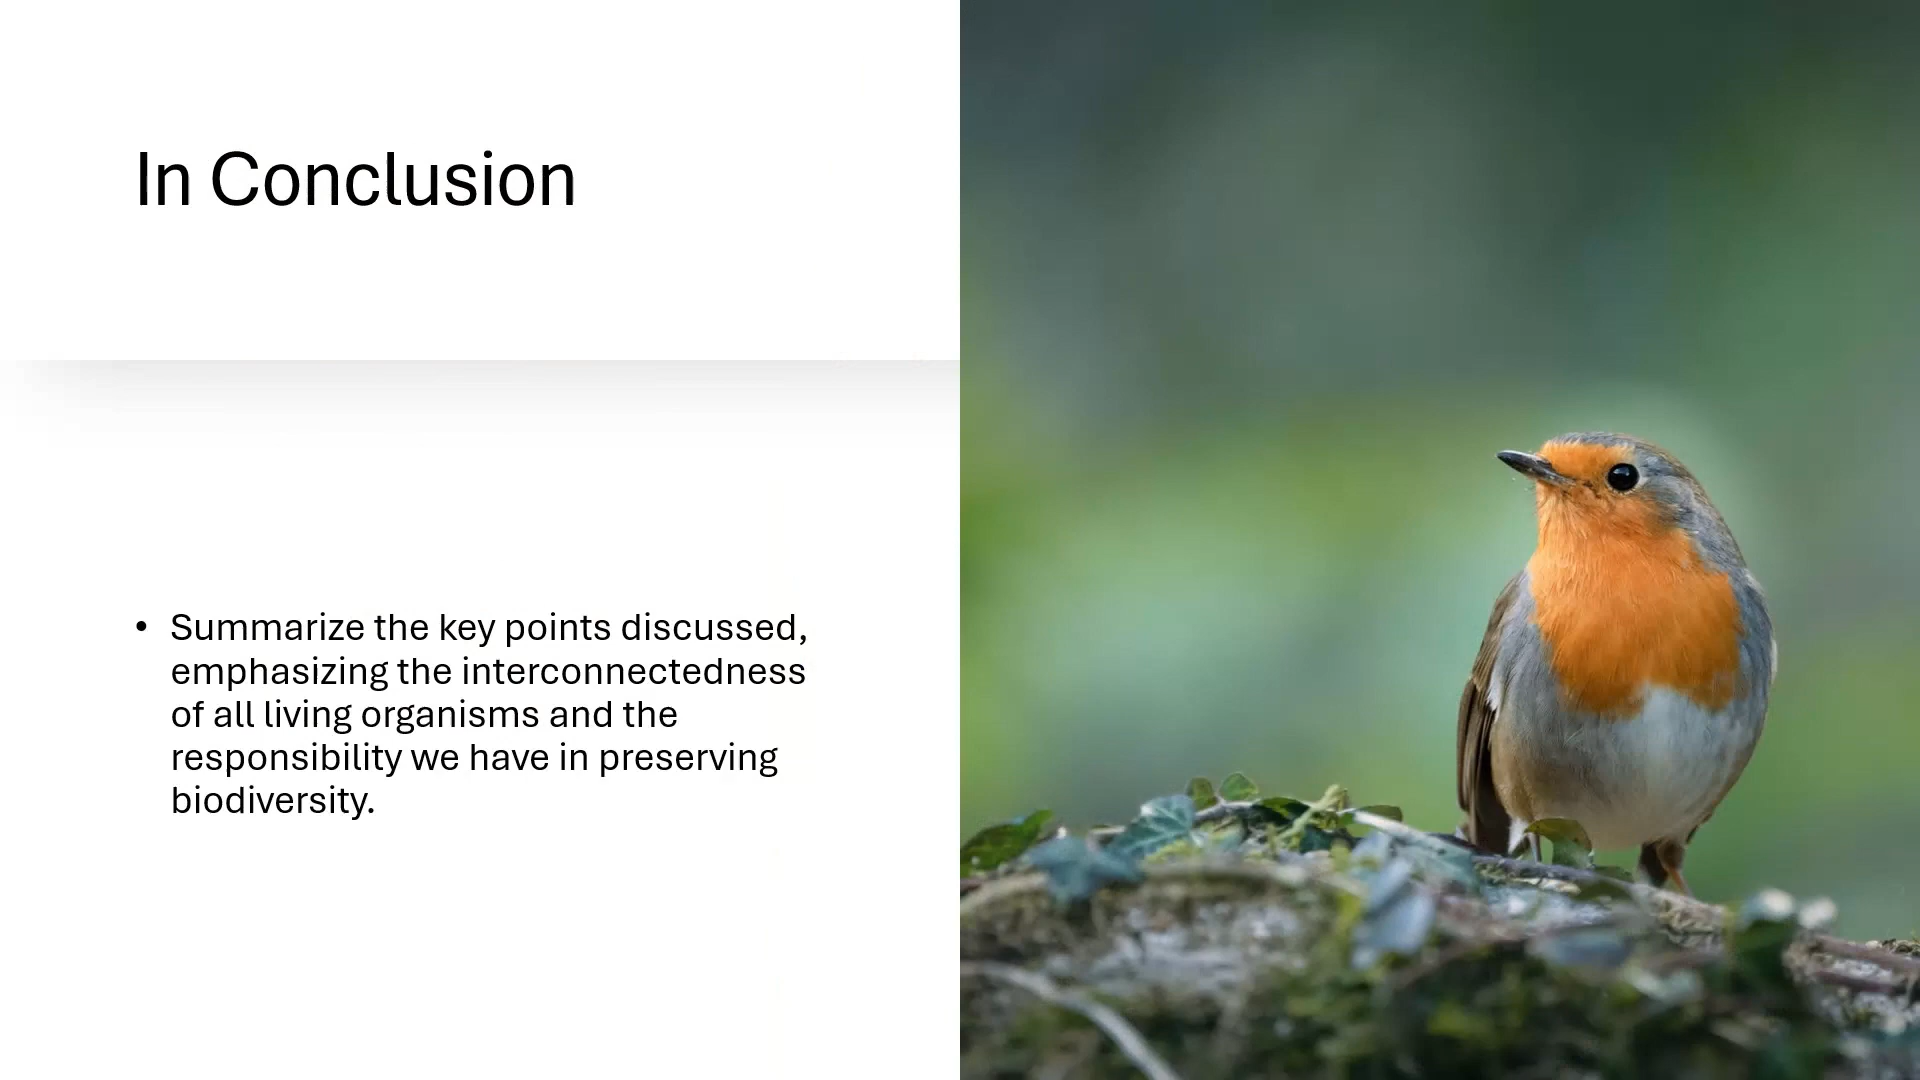 In Conclusion
• Summarize the key points discussed,
emphasizing the interconnectedness
of all living organisms and the
responsibility we have in preserving
biodiversity.